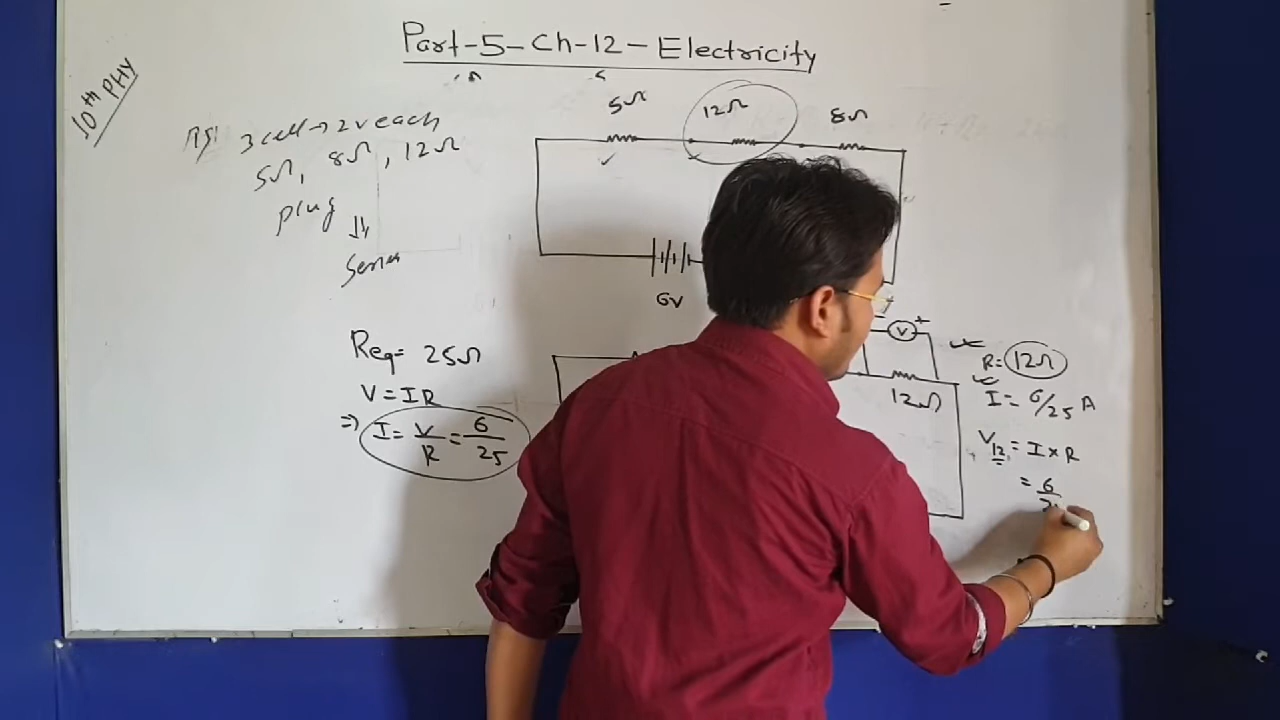 Part-5-Ch-12-Electricity
10th PHY
3 cell → 2v each
5Ω, 8Ω, 12Ω
plug
⇓
Series
5Ω
12Ω
8Ω
6V
Req= 25Ω
V = IR
⇒ I = V/R = 6/25
V
+
12Ω
R= 12Ω
I = 6/25 A
V12 = I × R
= 6/2